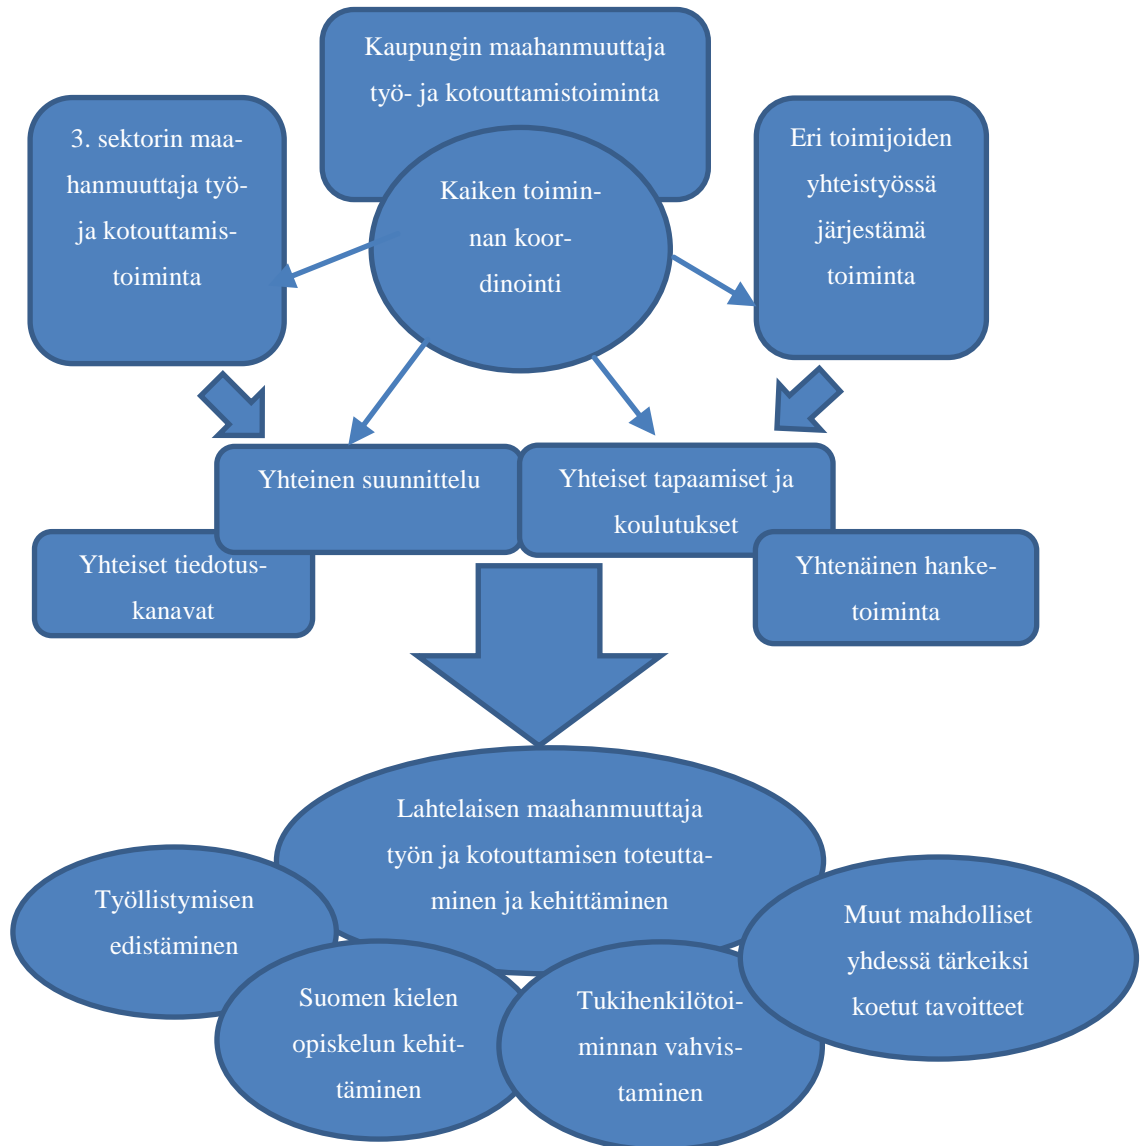 Kaupungin maahanmuuttaja
työ- ja kotouttamistoiminta
3. sektorin maa-
hanmuuttaja työ-
ja kotouttamis-
toiminta
Kaiken toimin-
nan koor-
dinointi
Eri toimijoiden
yhteistyössä
järjestämä
toiminta
Yhteinen suunnittelu
Yhteiset tapaamiset ja
koulutukset
Yhteiset tiedotus-
kanavat
Yhtenäinen hanke-
toiminta
Lahtelaisen maahanmuuttaja
työn ja kotouttamisen toteutta-
minen ja kehittäminen
Työllistymisen
edistäminen
Suomen kielen
opiskelun kehit-
täminen
Tukihenkilötoi-
minnan vahvis-
taminen
Muut mahdolliset
yhdessä tärkeiksi
koetut tavoitteet